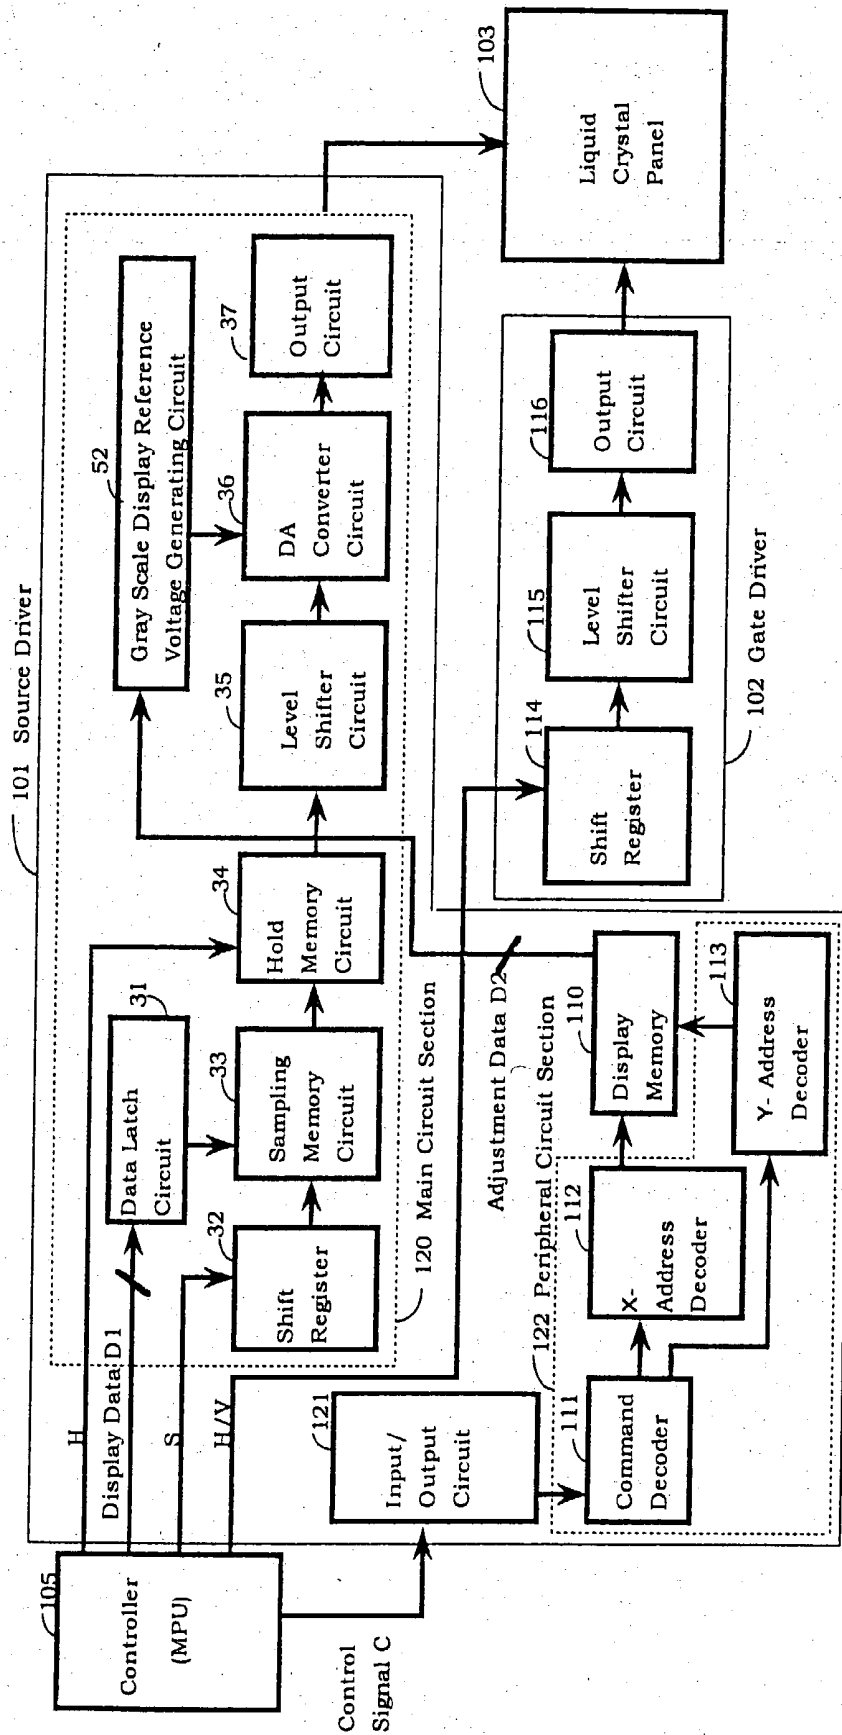 101 Source Driver
52
Gray Scale Display Reference
Voltage Generating Circuit
103
Liquid
Crystal
Panel
37
Output
Circuit
36
DA
Converter
Circuit
35
Level
Shifter
Circuit
34
Hold
Memory
Circuit
31
Data Latch
Circuit
33
Sampling
Memory
Circuit
32
Shift
Register
120 Main Circuit Section
H
Display Data D1
S
H/V
105
Controller
(MPU)
Control
Signal C
121
Input/
Output
Circuit
116
Output
Circuit
115
Level
Shifter
Circuit
114
Shift
Register
102 Gate Driver
Adjustment Data D2
122 Peripheral Circuit Section
110
Display
Memory
113
Y- Address
Decoder
112
X-
Address
Decoder
111
Command
Decoder